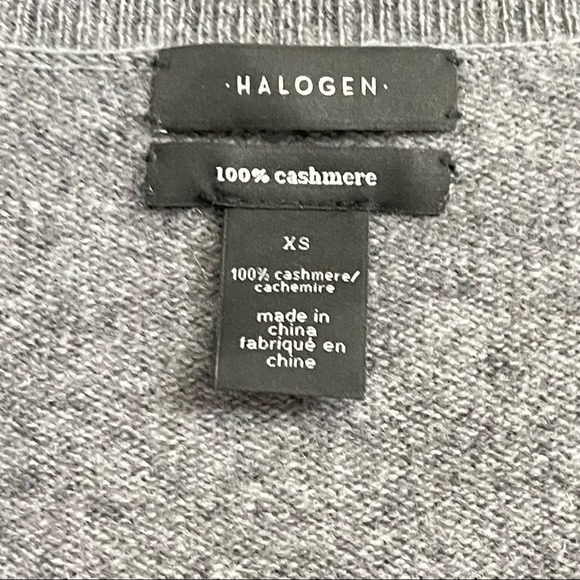 ·HALOGEN·
100% cashmere
XS
100% cashmere/
cachemire
made in
china
fabriqué en
chine